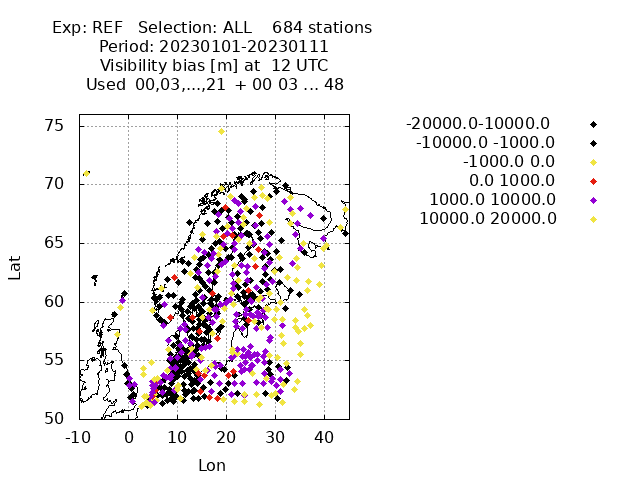 Exp: REF Selection: ALL 684 stations
Period: 20230101-20230111
Visibility bias [m] at 12 UTC
Used 00,03,...,21 + 00 03 ... 48
-20000.0-10000.0
-10000.0 -1000.0
-1000.0 0.0
0.0 1000.0
1000.0 10000.0
10000.0 20000.0
75
70
65
60
55
50
Lat
-10 0 10 20 30 40
Lon